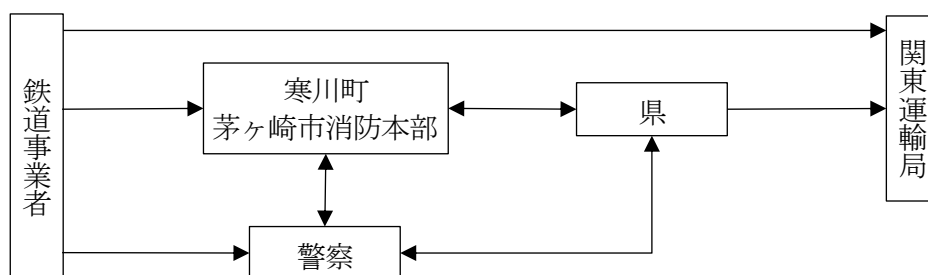 鉄道事業者
寒川町
茅ヶ崎市消防本部
県
関東運輸局
警察